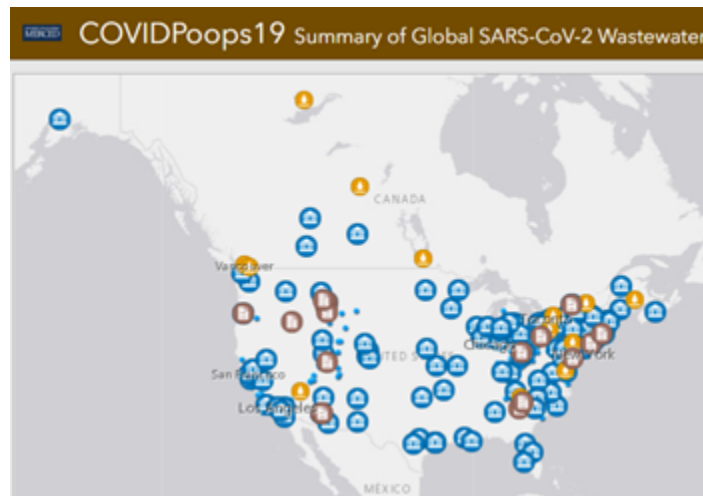 MERCED COVIDPoops19 Summary of Global SARS-CoV-2 Wastewater
CANADA
Vancouver
Toronto
Chicago
UNITED STATES
New York
San Francisco
Los Angeles
MÉXICO